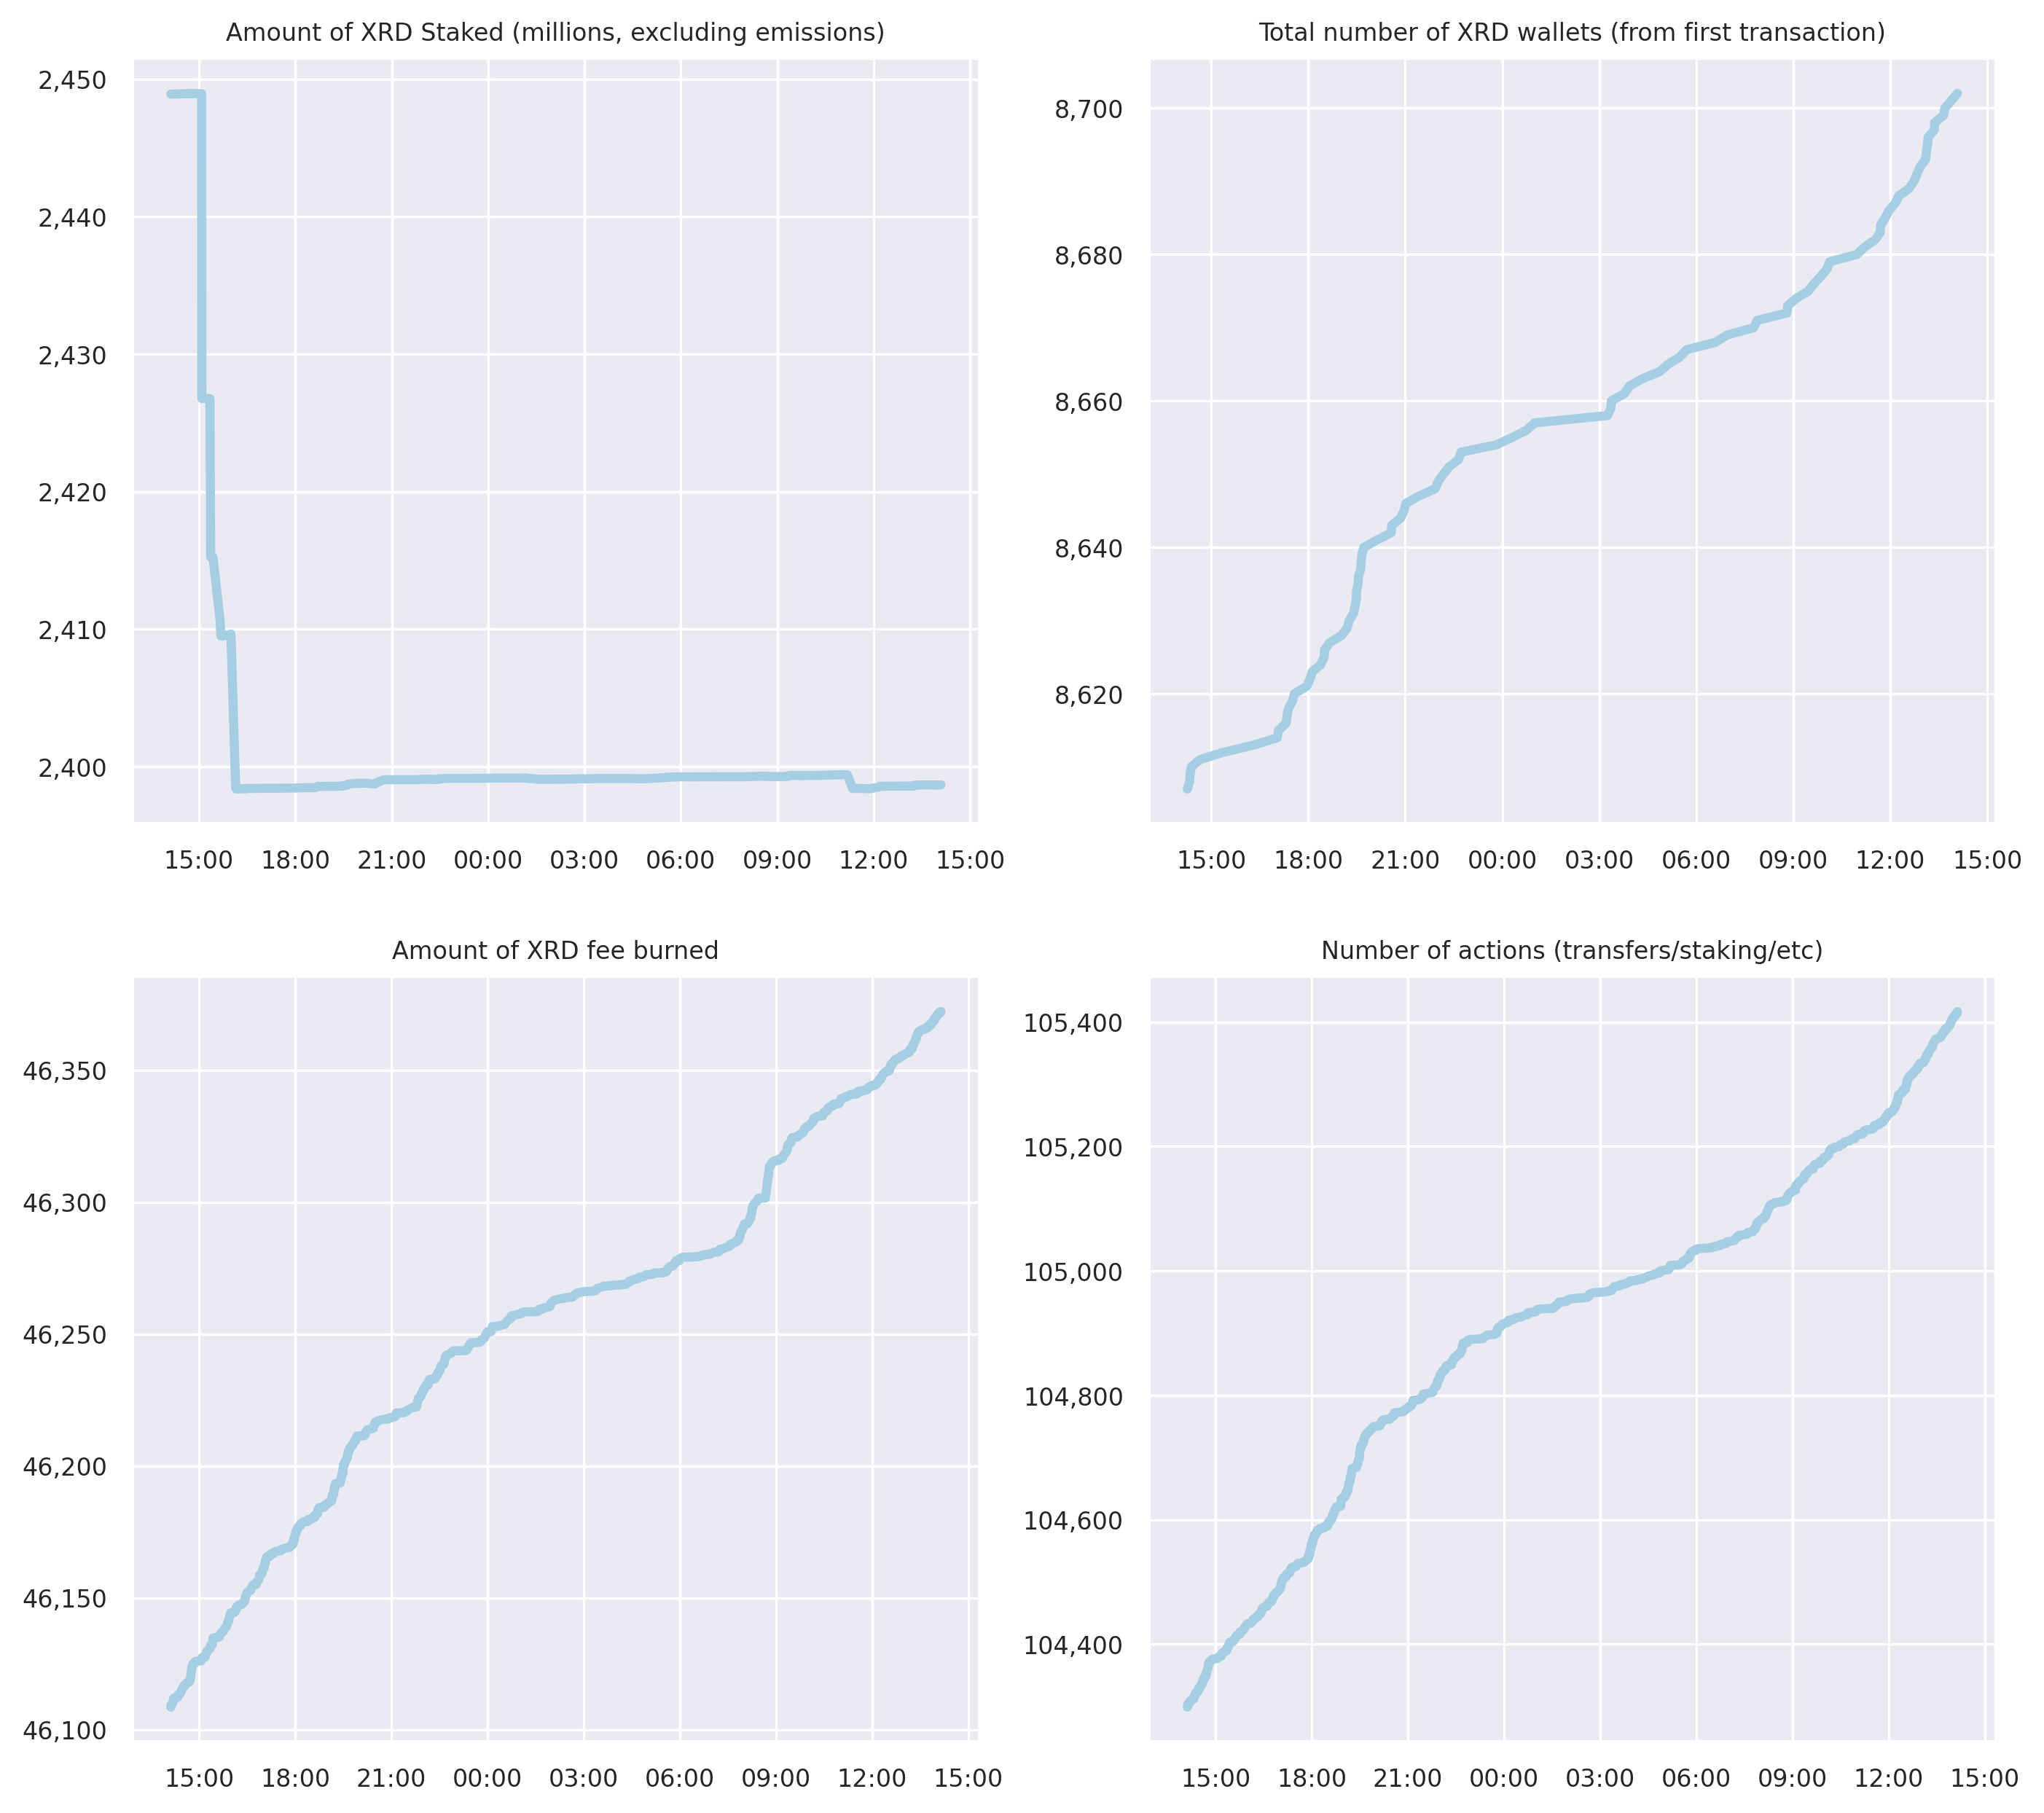 Amount of XRD Staked (millions, excluding emissions)
2,450
2,440
2,430
2,420
2,410
2,400
15:00 18:00 21:00 00:00 03:00 06:00 09:00 12:00 15:00
Total number of XRD wallets (from first transaction)
8,700
8,680
8,660
8,640
8,620
15:00 18:00 21:00 00:00 03:00 06:00 09:00 12:00 15:00
Amount of XRD fee burned
46,350
46,300
46,250
46,200
46,150
46,100
15:00 18:00 21:00 00:00 03:00 06:00 09:00 12:00 15:00
Number of actions (transfers/staking/etc)
105,400
105,200
105,000
104,800
104,600
104,400
15:00 18:00 21:00 00:00 03:00 06:00 09:00 12:00 15:00